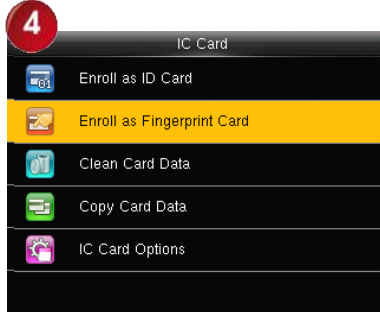 4
IC Card
01
Enroll as ID Card
Enroll as Fingerprint Card
Clean Card Data
Copy Card Data
IC Card Options